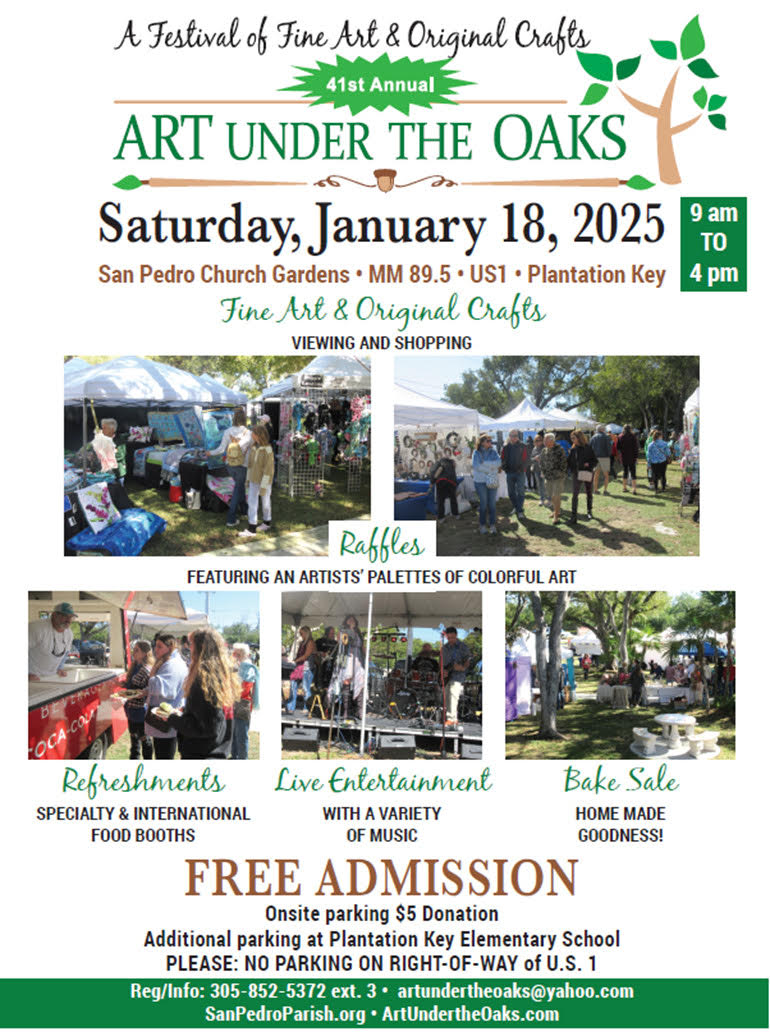 A Festival of Fine Art & Original Crafts
41st Annual
ART UNDER THE OAKS
Saturday, January 18, 2025
9 am
TO
4 pm
San Pedro Church Gardens • MM 89.5 • US1 • Plantation Key
Fine Art & Original Crafts
VIEWING AND SHOPPING
Raffles
FEATURING AN ARTISTS' PALETTES OF COLORFUL ART
BEVERAG
COCA-COLA
Refreshments
SPECIALTY & INTERNATIONAL
FOOD BOOTHS
Live Entertainment
WITH A VARIETY
OF MUSIC
Bake Sale
HOME MADE
GOODNESS!
FREE ADMISSION
Onsite parking $5 Donation
Additional parking at Plantation Key Elementary School
PLEASE: NO PARKING ON RIGHT-OF-WAY of U.S. 1
Reg/Info: 305-852-5372 ext. 3 • artundertheoaks@yahoo.com
SanPedroParish.org • ArtUndertheOaks.com